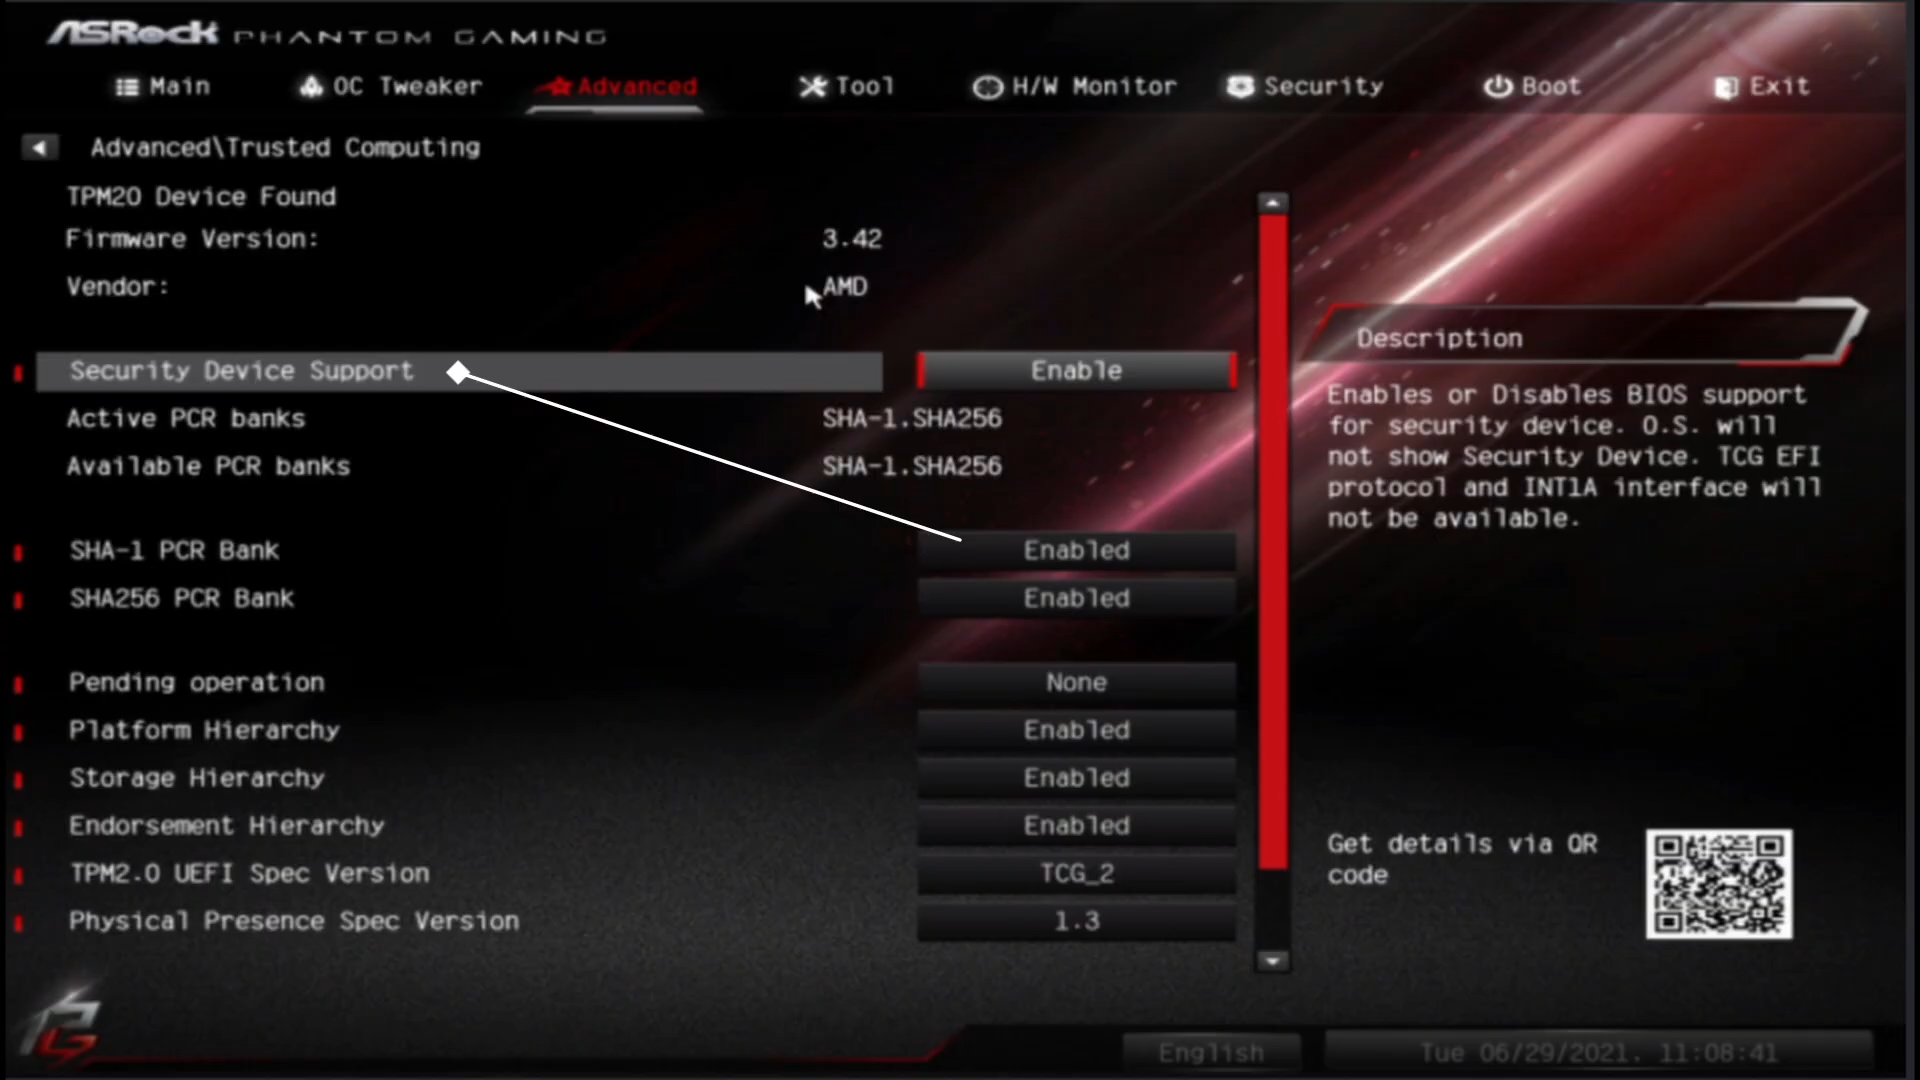 ASRock PHANTOM GAMING
Main OC Tweaker Advanced Tool H/W Monitor Security Boot Exit
Advanced\Trusted Computing
TPM20 Device Found
Firmware Version: 3.42
Vendor: AMD
Security Device Support Enable
Active PCR banks SHA-1.SHA256
Available PCR banks SHA-1.SHA256
SHA-1 PCR Bank Enabled
SHA256 PCR Bank Enabled
Pending operation None
Platform Hierarchy Enabled
Storage Hierarchy Enabled
Endorsement Hierarchy Enabled
TPM2.0 UEFI Spec Version TCG_2
Physical Presence Spec Version 1.3
Description
Enables or Disables BIOS support
for security device. O.S. will
not show Security Device. TCG EFI
protocol and INT1A interface will
not be available.
Get details via QR
code
English
Tue 06/29/2021. 11:08:41